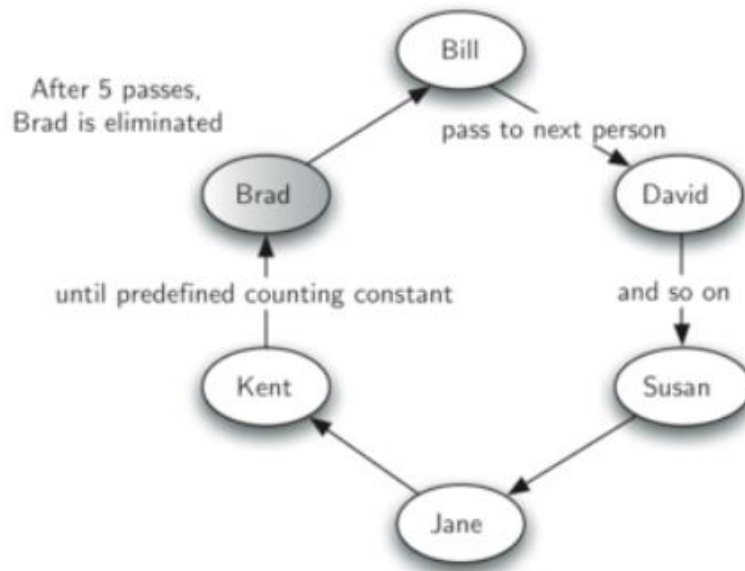 Bill
After 5 passes,
Brad is eliminated
pass to next person
Brad
David
until predefined counting constant
and so on
Kent
Susan
Jane